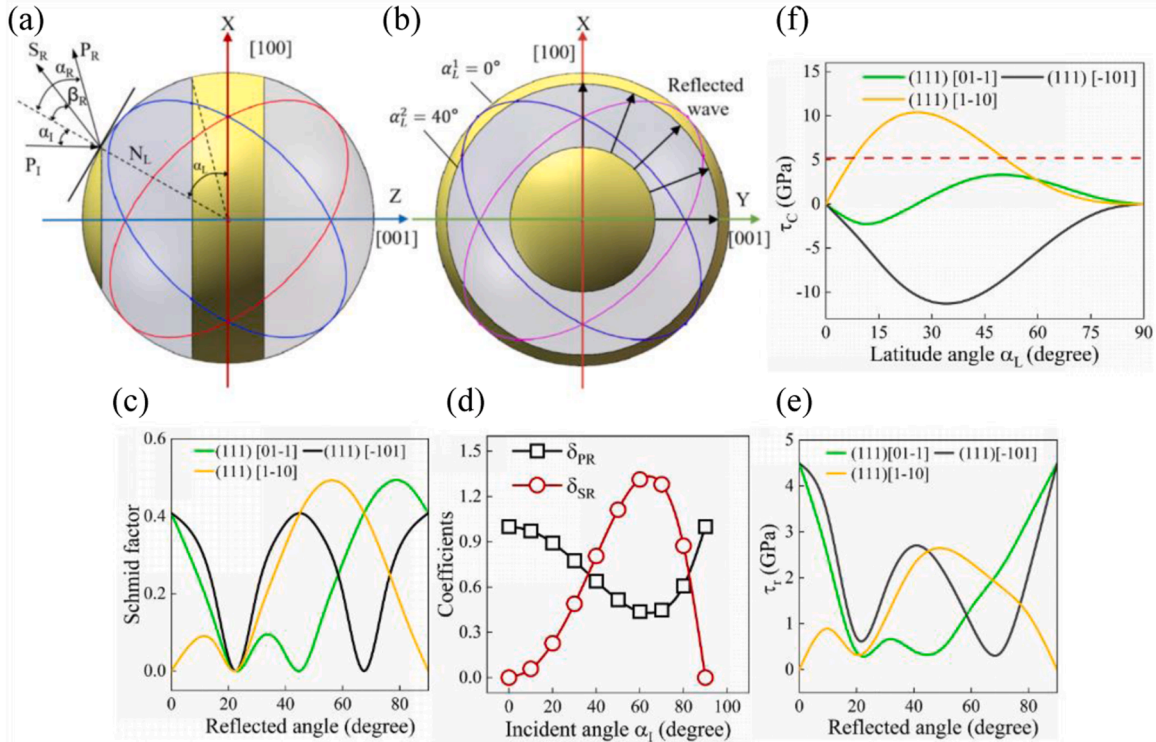 (a)
X
[100]
S_R
P_R
α_R
β_R
α_I
P_I
N_L
α_L
Z
[001]
(b)
X
[100]
α_L^1 = 0°
α_L^2 = 40°
Reflected
wave
Y
[001]
(f)
15
10
5
0
-5
-10
τ_C (GPa)
(111) [01-1]
(111) [-101]
(111) [1-10]
0 15 30 45 60 75 90
Latitude angle α_L (degree)
(c)
0.6
0.4
0.2
0.0
Schmid factor
(111) [01-1]
(111) [-101]
(111) [1-10]
0 20 40 60 80
Reflected angle (degree)
(d)
1.5
1.2
0.9
0.6
0.3
0.0
Coefficients
δ_PR
δ_SR
0 20 40 60 80 100
Incident angle α_I (degree)
(e)
5
4
3
2
1
0
τ_r (GPa)
(111)[01-1]
(111)[-101]
(111)[1-10]
0 20 40 60 80
Reflected angle (degree)